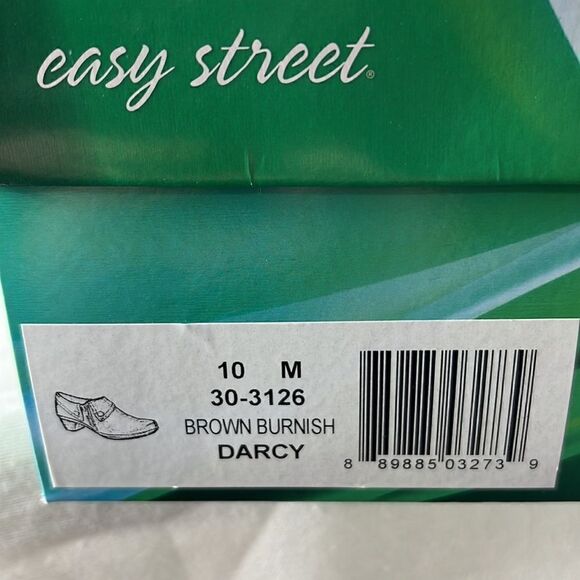 easy street®
10 M
30-3126
BROWN BURNISH
DARCY
8 89885 03273 9